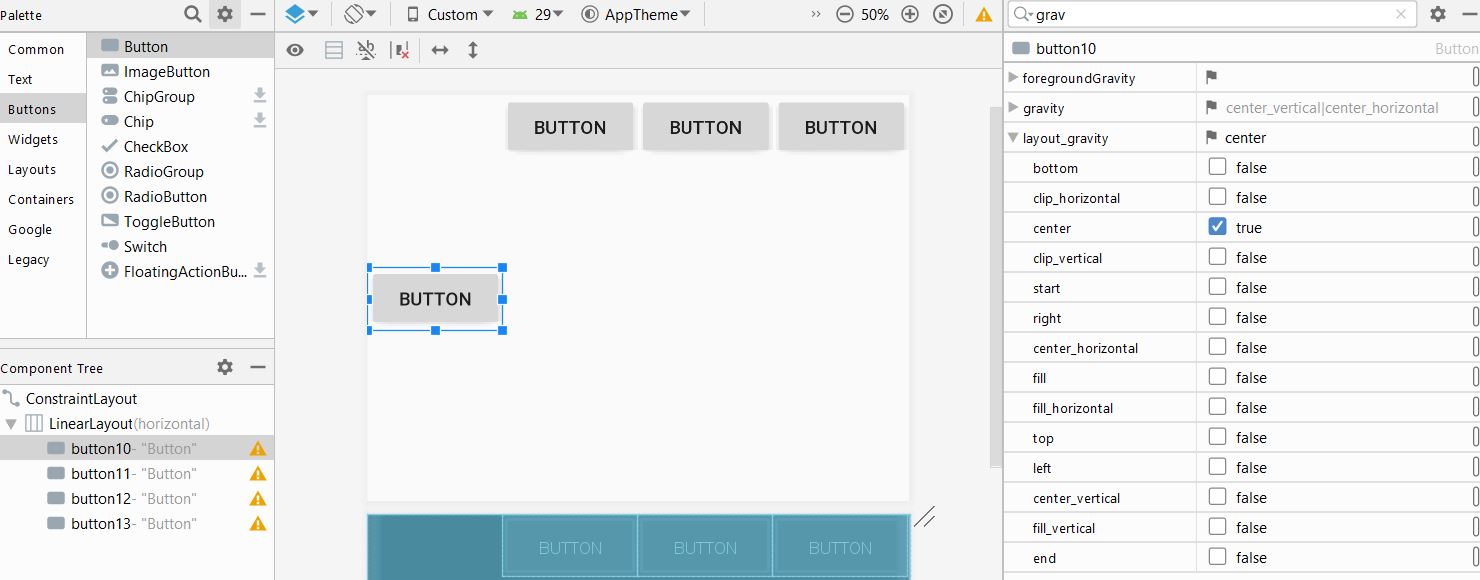 Palette
Custom
29
AppTheme
50%
grav
Common
Text
Buttons
Widgets
Layouts
Containers
Google
Legacy
Button
ImageButton
ChipGroup
Chip
CheckBox
RadioGroup
RadioButton
ToggleButton
Switch
FloatingActionBu...
Component Tree
ConstraintLayout
LinearLayout(horizontal)
button10- "Button"
button11- "Button"
button12- "Button"
button13- "Button"
ab
BUTTON BUTTON BUTTON
BUTTON
BUTTON BUTTON BUTTON
button10 Button
foregroundGravity
gravity center_vertical|center_horizontal
layout_gravity center
bottom false
clip_horizontal false
center true
clip_vertical false
start false
right false
center_horizontal false
fill false
fill_horizontal false
top false
left false
center_vertical false
fill_vertical false
end false